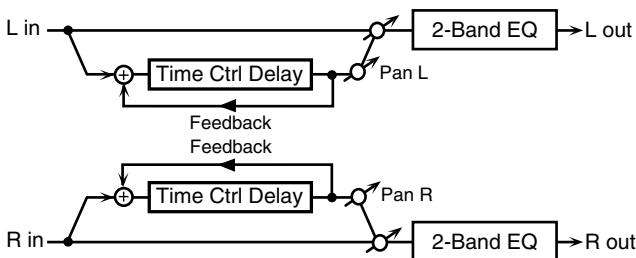 L in
2-Band EQ
L out
Time Ctrl Delay
Pan L
Feedback
Feedback
Time Ctrl Delay
Pan R
R in
2-Band EQ
R out